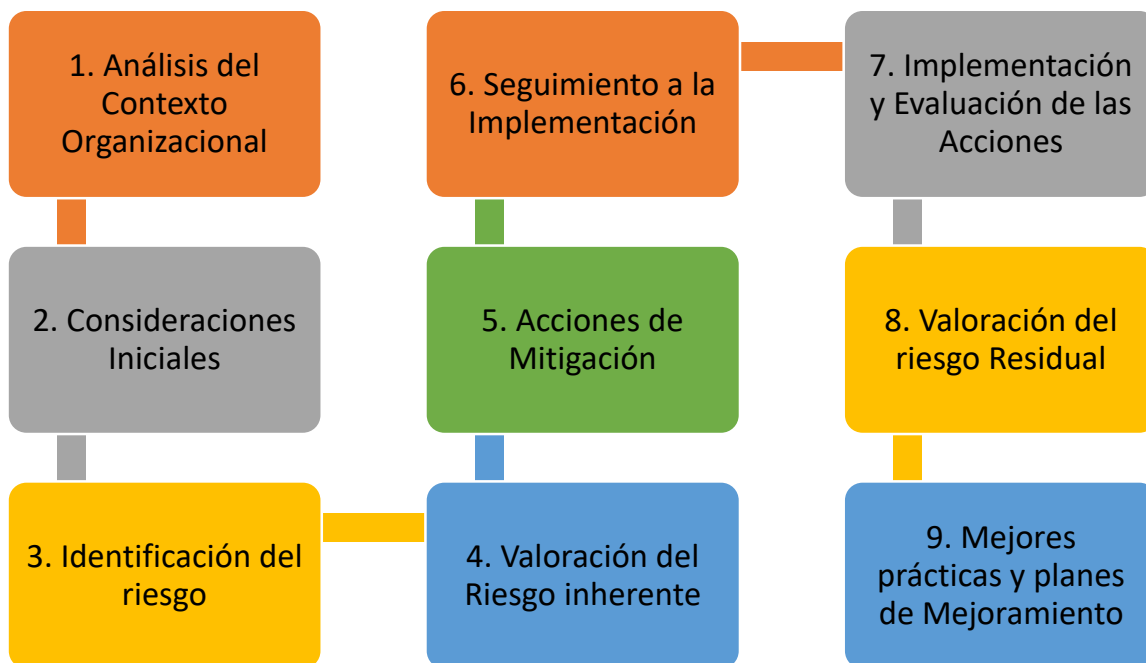 1. Análisis del
Contexto
Organizacional
2. Consideraciones
Iniciales
3. Identificación del
riesgo
4. Valoración del
Riesgo inherente
5. Acciones de
Mitigación
6. Seguimiento a la
Implementación
7. Implementación
y Evaluación de las
Acciones
8. Valoración del
riesgo Residual
9. Mejores
prácticas y planes
de Mejoramiento